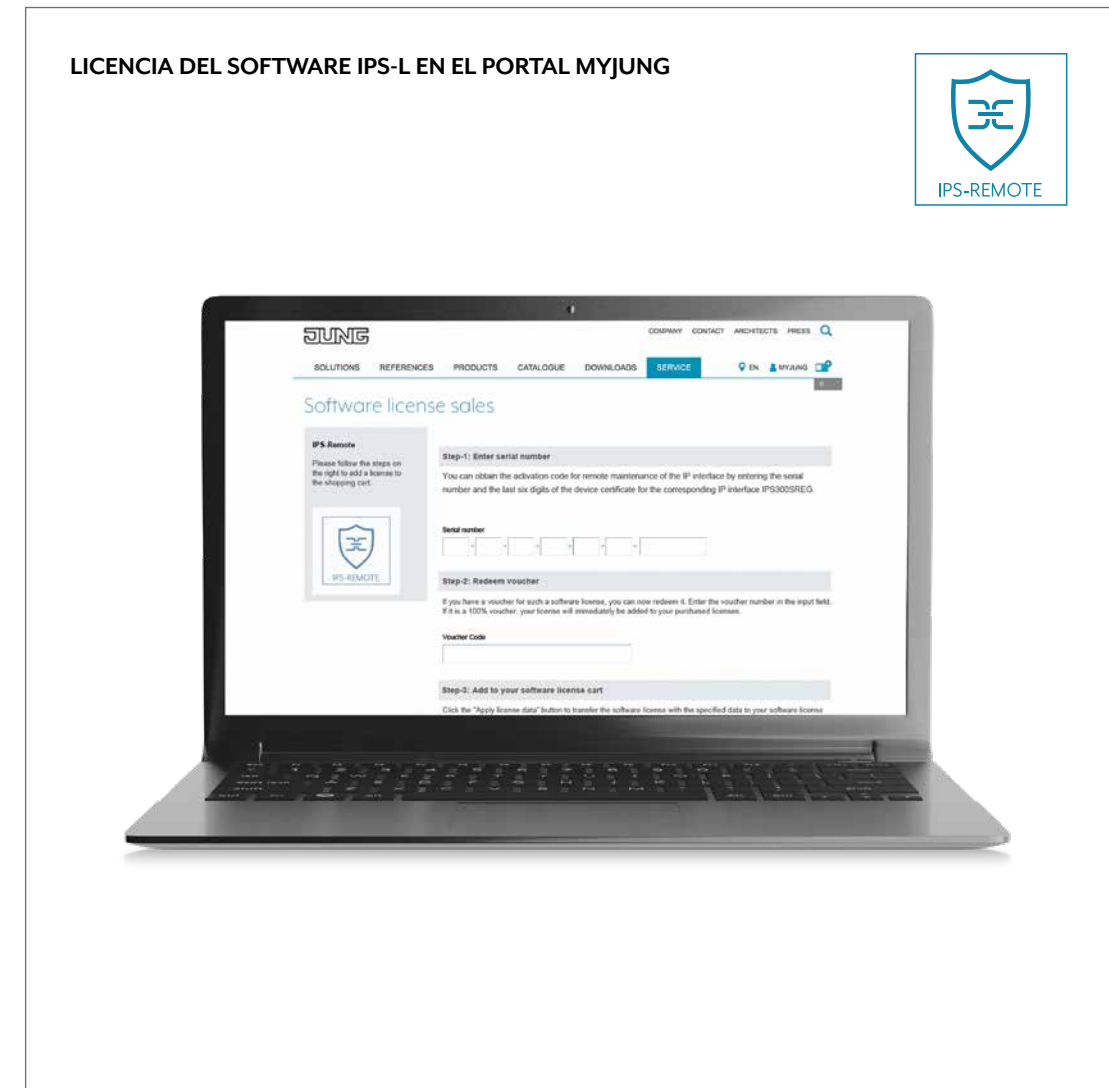 LICENCIA DEL SOFTWARE IPS-L EN EL PORTAL MYJUNG
IPS-REMOTE
JUNG
COMPANY CONTACT ARCHITECTS PRESS
SOLUTIONS REFERENCES PRODUCTS CATALOGUE DOWNLOADS SERVICE EN MYJUNG
Software license sales
IPS-Remote
Please follow the steps on
the right to add a license to
the shopping cart.
IPS-REMOTE
Step-1: Enter serial number
You can obtain the activation code for remote maintenance of the IP interface by entering the serial
number and the last six digits of the device certificate for the corresponding IP interface IPS300SREG.
Serial number
- - - - - -
Step-2: Redeem voucher
If you have a voucher for such a software license, you can now redeem it. Enter the voucher number in the input field.
If it is a 100% voucher, your license will immediately be added to your purchased licenses.
Voucher Code
Step-3: Add to your software license cart
Click the "Apply license data" button to transfer the software license with the specified data to your software license